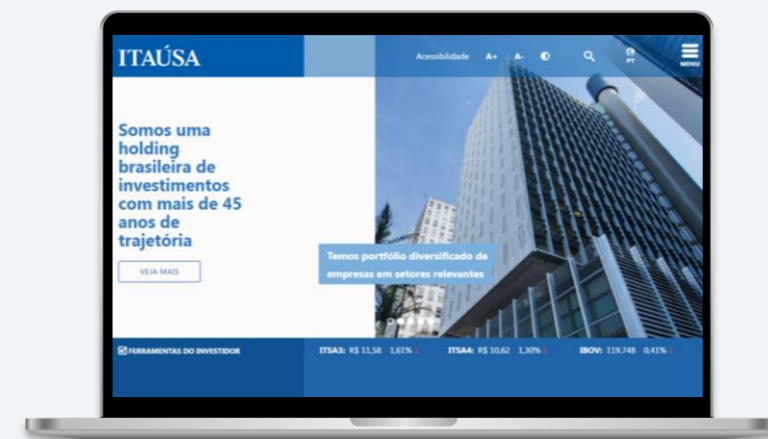 ITAÚSA
Acessibilidade A+ A-
PT
MENU
Somos uma
holding
brasileira de
investimentos
com mais de 45
anos de
trajetória
VEJA MAIS
Temos portfólio diversificado de
empresas em setores relevantes
FERRAMENTAS DO INVESTIDOR
ITSA3: R$ 11,58 1,61% ITSA4: R$ 10,62 1,30% IBOV: 119.748 0,41%